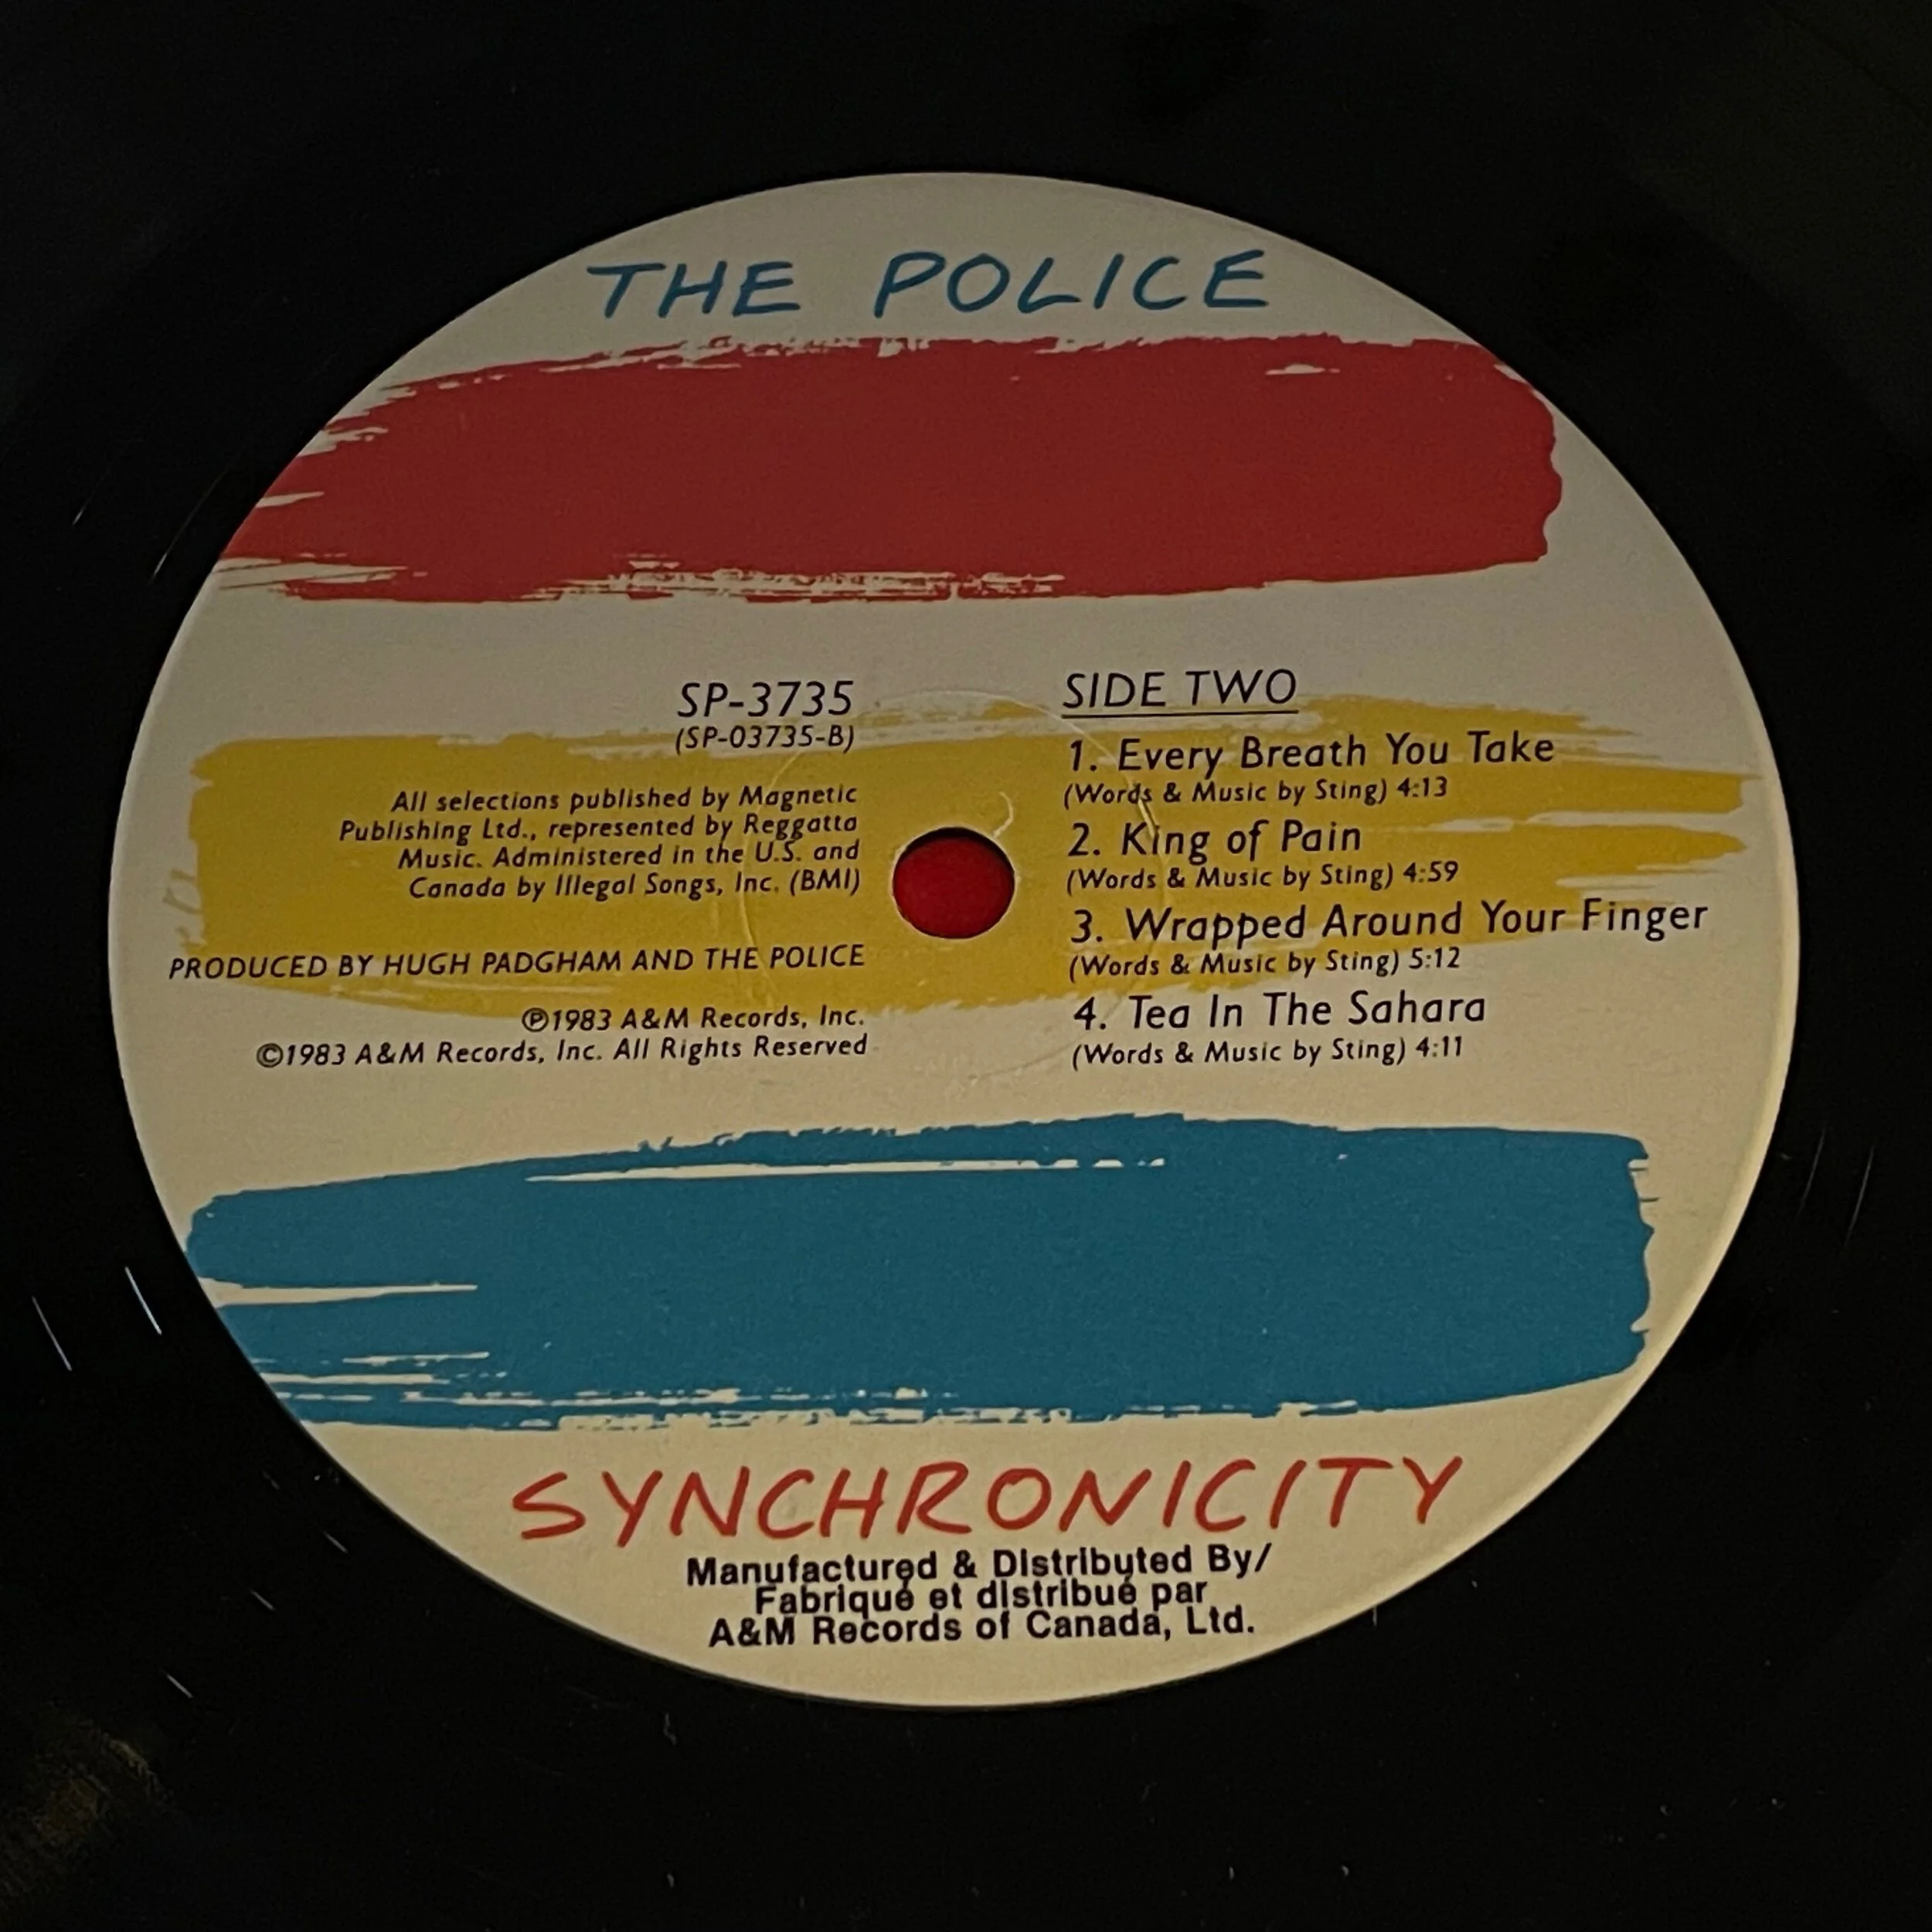 THE POLICE
SP-3735
(SP-03735-B)
All selections published by Magnetic
Publishing Ltd., represented by Reggatta
Music. Administered in the U.S. and
Canada by Illegal Songs, Inc. (BMI)
PRODUCED BY HUGH PADGHAM AND THE POLICE
℗1983 A&M Records, Inc.
©1983 A&M Records, Inc. All Rights Reserved
SIDE TWO
1. Every Breath You Take
(Words & Music by Sting) 4:13
2. King of Pain
(Words & Music by Sting) 4:59
3. Wrapped Around Your Finger
(Words & Music by Sting) 5:12
4. Tea In The Sahara
(Words & Music by Sting) 4:11
SYNCHRONICITY
Manufactured & Distributed By/
Fabriqué et distribué par
A&M Records of Canada, Ltd.